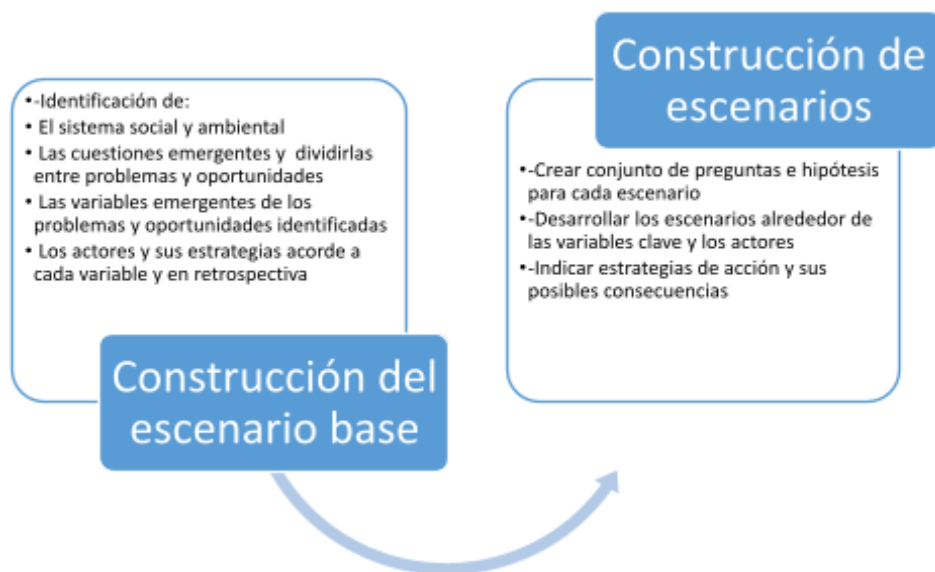 •-Identificación de:
• El sistema social y ambiental
• Las cuestiones emergentes y dividirlas
entre problemas y oportunidades
• Las variables emergentes de los
problemas y oportunidades identificadas
• Los actores y sus estrategias acorde a
cada variable y en retrospectiva
Construcción del
escenario base
Construcción de
escenarios
•-Crear conjunto de preguntas e hipótesis
para cada escenario
•-Desarrollar los escenarios alrededor de
las variables clave y los actores
•-Indicar estrategias de acción y sus
posibles consecuencias